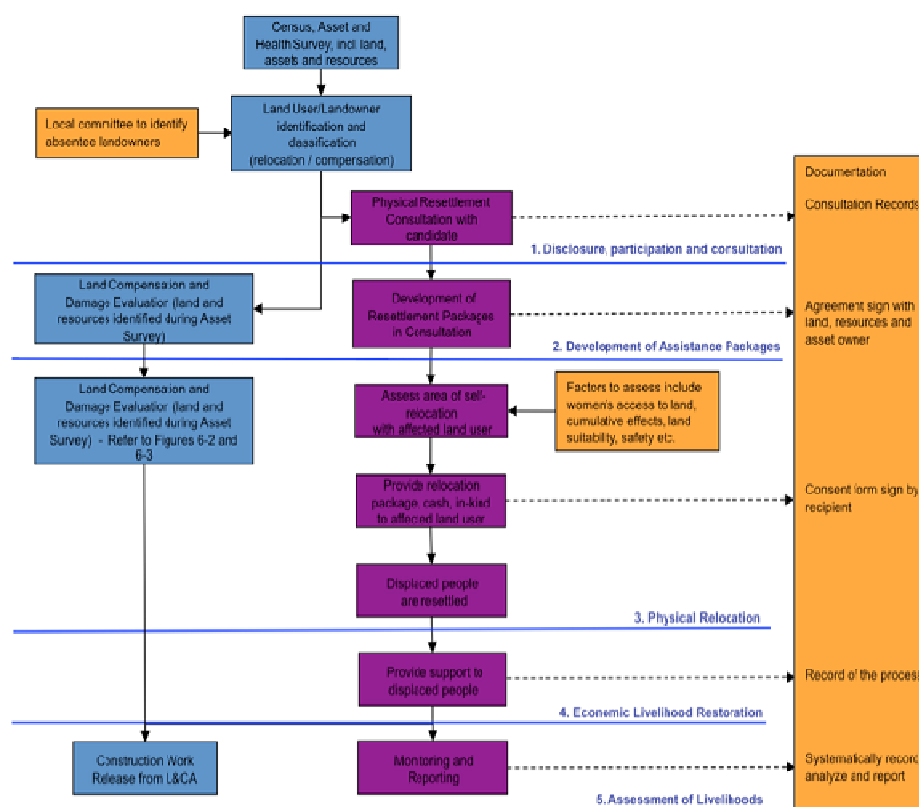 Census, Asset and
Health Survey, incl land,
assets and resources
Land User/Landowner
identification and
classification
(relocation / compensation)
Local committee to identify
absentee landowners
Documentation
Physical Resettlement
Consultation with
candidate
Consultation Records
1. Disclosure, participation and consultation
Land Compensation and
Damage Evaluation (land and
resources identified during Asset
Survey)
Development of
Resettlement Packages
in Consultation
Agreement sign with
land, resources and
asset owner
2. Development of Assistance Packages
Land Compensation and
Damage Evaluation (land and
resources identified during Asset
Survey) - Refer to Figures 6-2 and
6-3
Assess area of self-
relocation
with affected land user
Factors to assess include
women's access to land,
cumulative effects, land
suitability, safety etc.
Provide relocation
package, cash, in-kind
to affected land user
Consent form sign by
recipient
Displaced people
are resettled
3. Physical Relocation
Provide support to
displaced people
Record of the process
4. Economic Livelihood Restoration
Construction Work
Release from L&CA
Monitoring and
Reporting
Systematically record
analyze and report
5. Assessment of Livelihoods